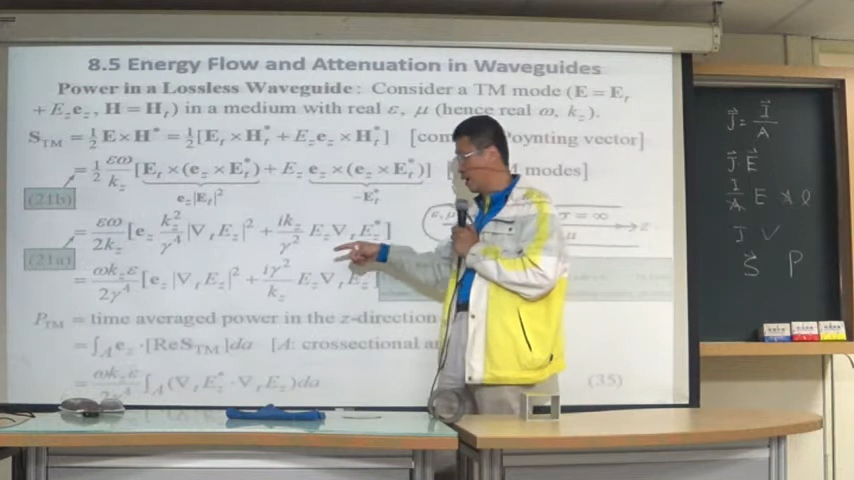 8.5 Energy Flow and Attenuation in Waveguides
Power in a Lossless Waveguide: Consider a TM mode (E = E_t
+ E_z e_z, H = H_t) in a medium with real ε, μ (hence real ω, k_z).
S_TM = ½ E × H* = ½[E_t × H_t* + E_z e_z × H_t*] [com Poynting vector]
= ½ εω/k_z [E_t × (e_z × E_t*) + E_z e_z × (e_z × E_t*)] [ modes]
(21b) e_z|E_t|² −E_t*
= εω/2k_z [e_z k_z²/γ⁴ |∇_t E_z|² + ik_z/γ² E_z ∇_t E_z*]
(21a)
= ωk_z ε/2γ⁴ [e_z |∇_t E_z|² + iγ²/k_z E_z ∇_t E_z*
ε, μ σ = ∞ z
μ
P_TM = time averaged power in the z-direction
= ∫_A e_z · [Re S_TM] da [A: crossectional a
= ωk_z ε/2γ⁴ ∫_A (∇_t E_z* · ∇_t E_z) da (35)
J⃗ = I⃗/A
J⃗ · E⃗
I/A E A ℓ
J V
S⃗ P